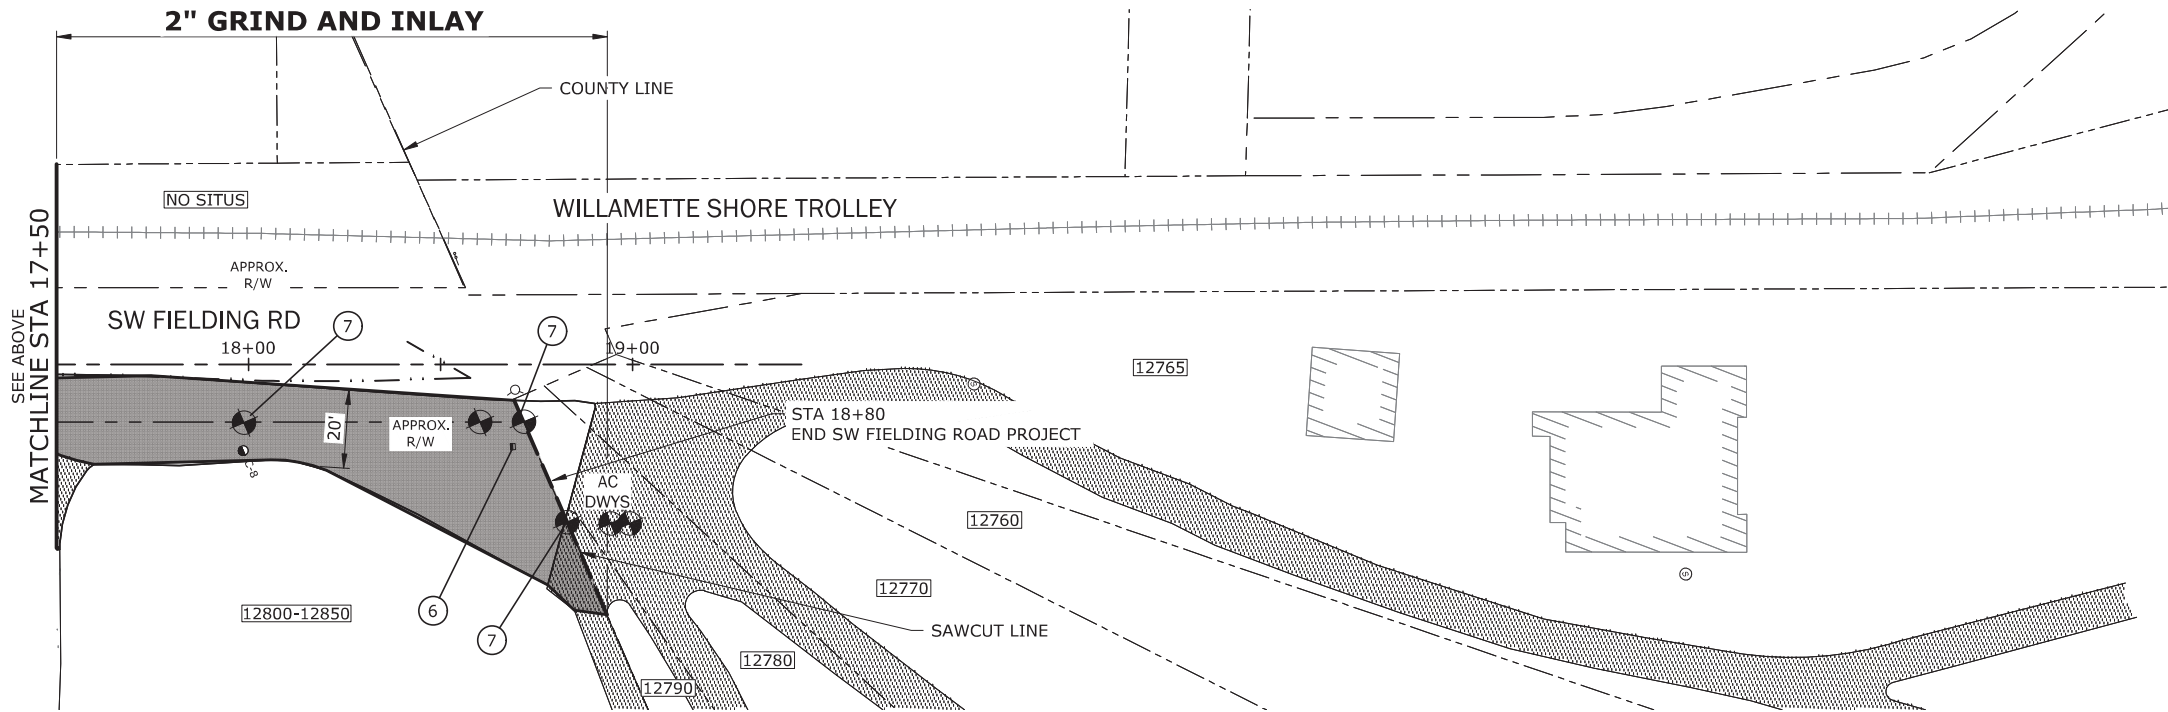 2" GRIND AND INLAY
COUNTY LINE
NO SITUS
WILLAMETTE SHORE TROLLEY
SEE ABOVE
MATCHLINE STA 17+50
APPROX.
R/W
SW FIELDING RD
7
7
18+00
19+00
12765
S
20'
APPROX.
R/W
STA 18+80
END SW FIELDING ROAD PROJECT
C-8
AC
DWYS
12760
S
12770
6
12800-12850
7
SAWCUT LINE
12780
12790